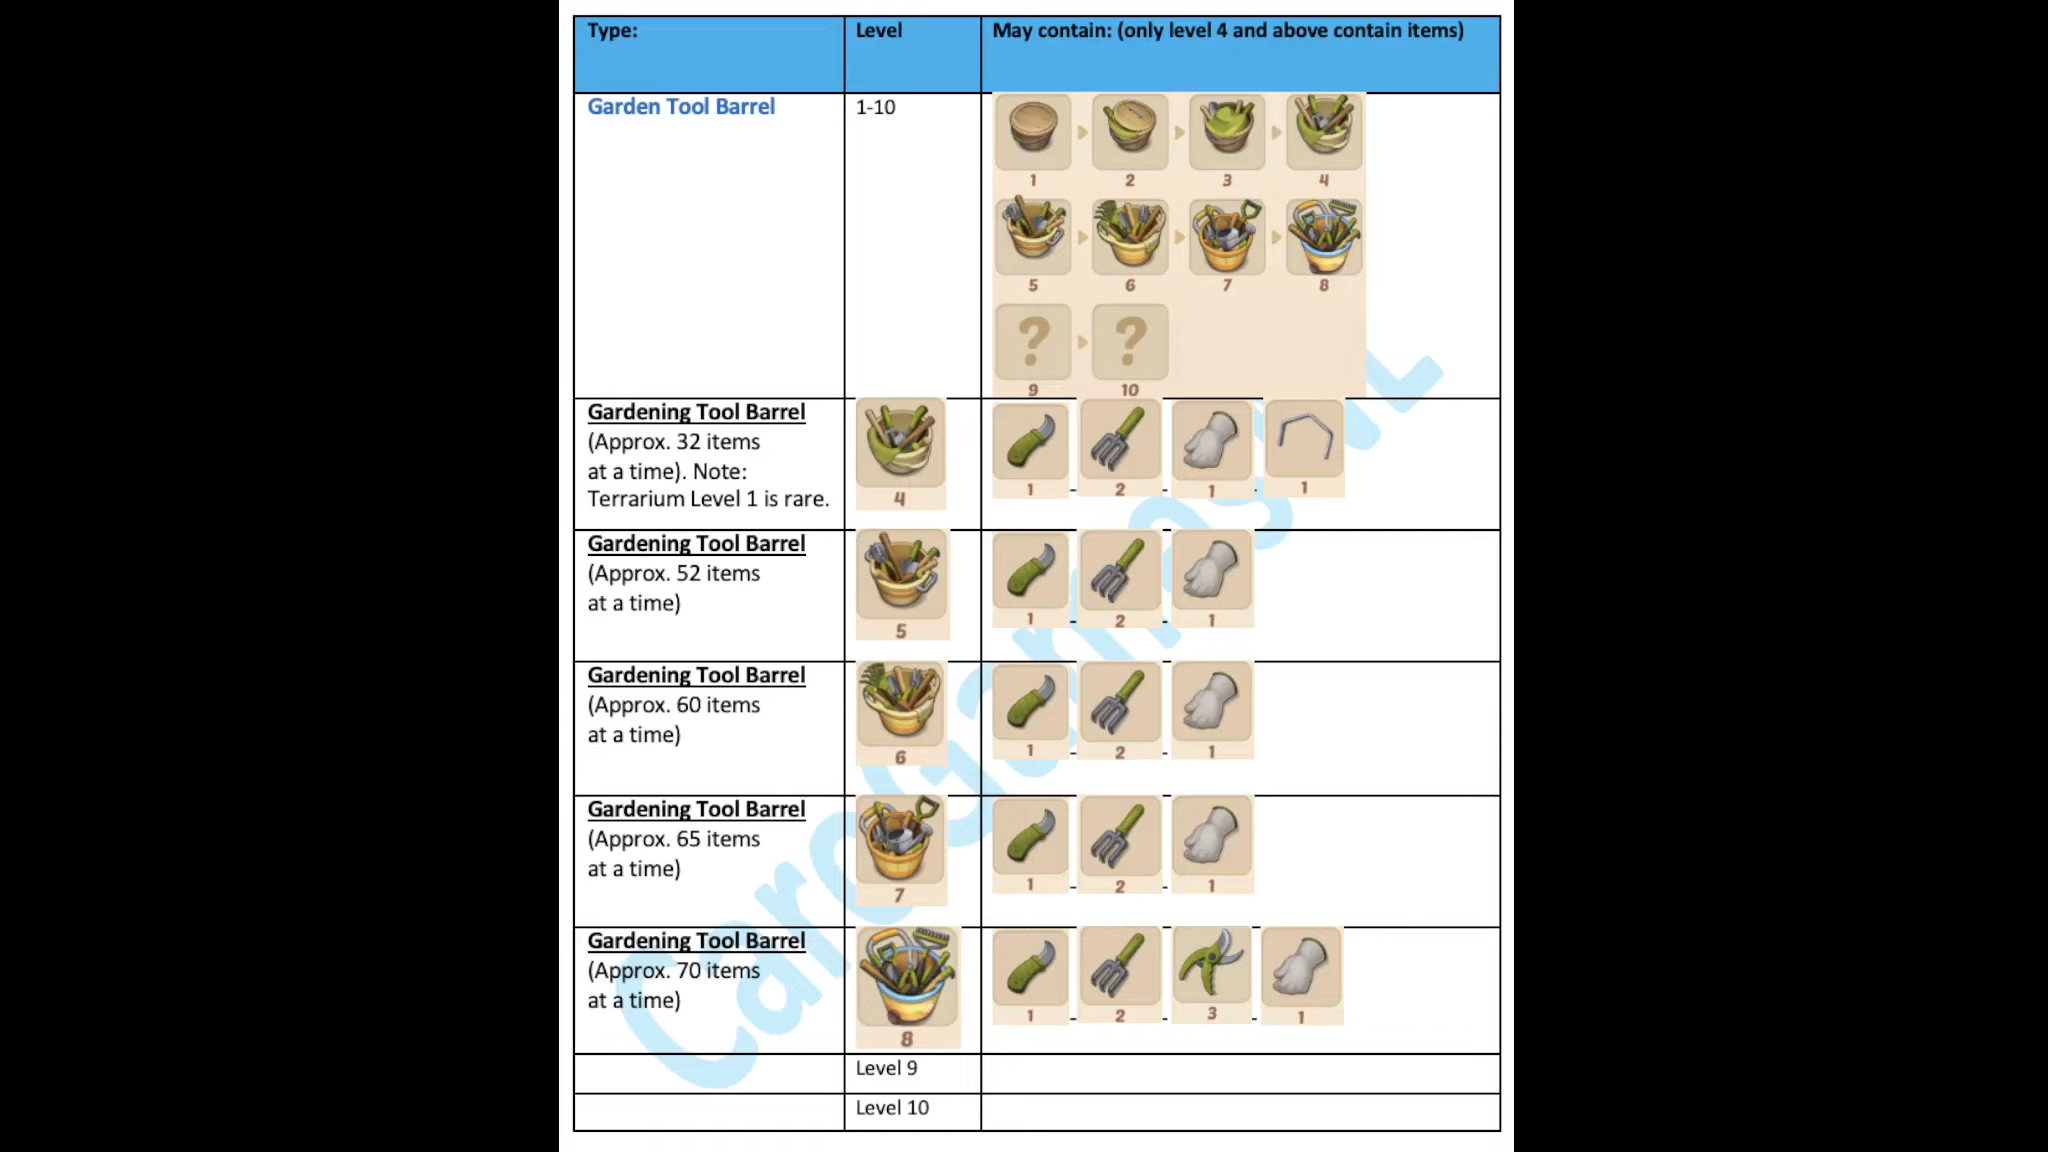 Type:
Level
May contain: (only level 4 and above contain items)
Garden Tool Barrel
1-10
1
2
3
4
5
6
7
8
?
?
9
10
Gardening Tool Barrel
(Approx. 32 items
at a time). Note:
Terrarium Level 1 is rare.
4
1 - 2 - 1 - 1
Gardening Tool Barrel
(Approx. 52 items
at a time)
5
1 - 2 - 1
Gardening Tool Barrel
(Approx. 60 items
at a time)
6
1 - 2 - 1
Gardening Tool Barrel
(Approx. 65 items
at a time)
7
1 - 2 - 1
Gardening Tool Barrel
(Approx. 70 items
at a time)
8
1 - 2 - 3 - 1
Level 9
Level 10